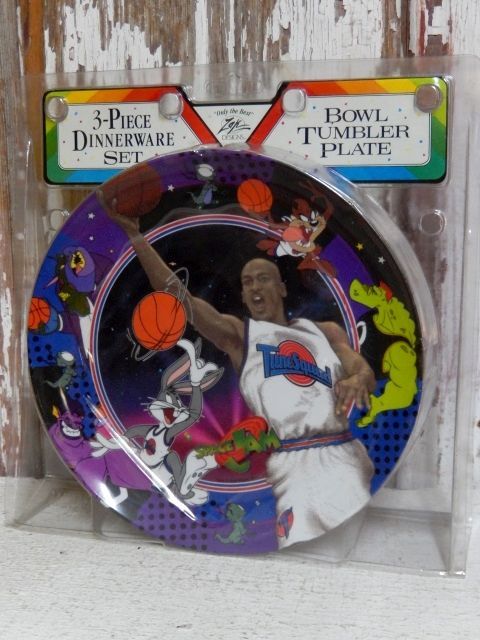 3-PIECE
DINNERWARE
SET
"Only the Best"
Zak
DESIGNS
BOWL
TUMBLER
PLATE
TuneSquad
SPACE JAM